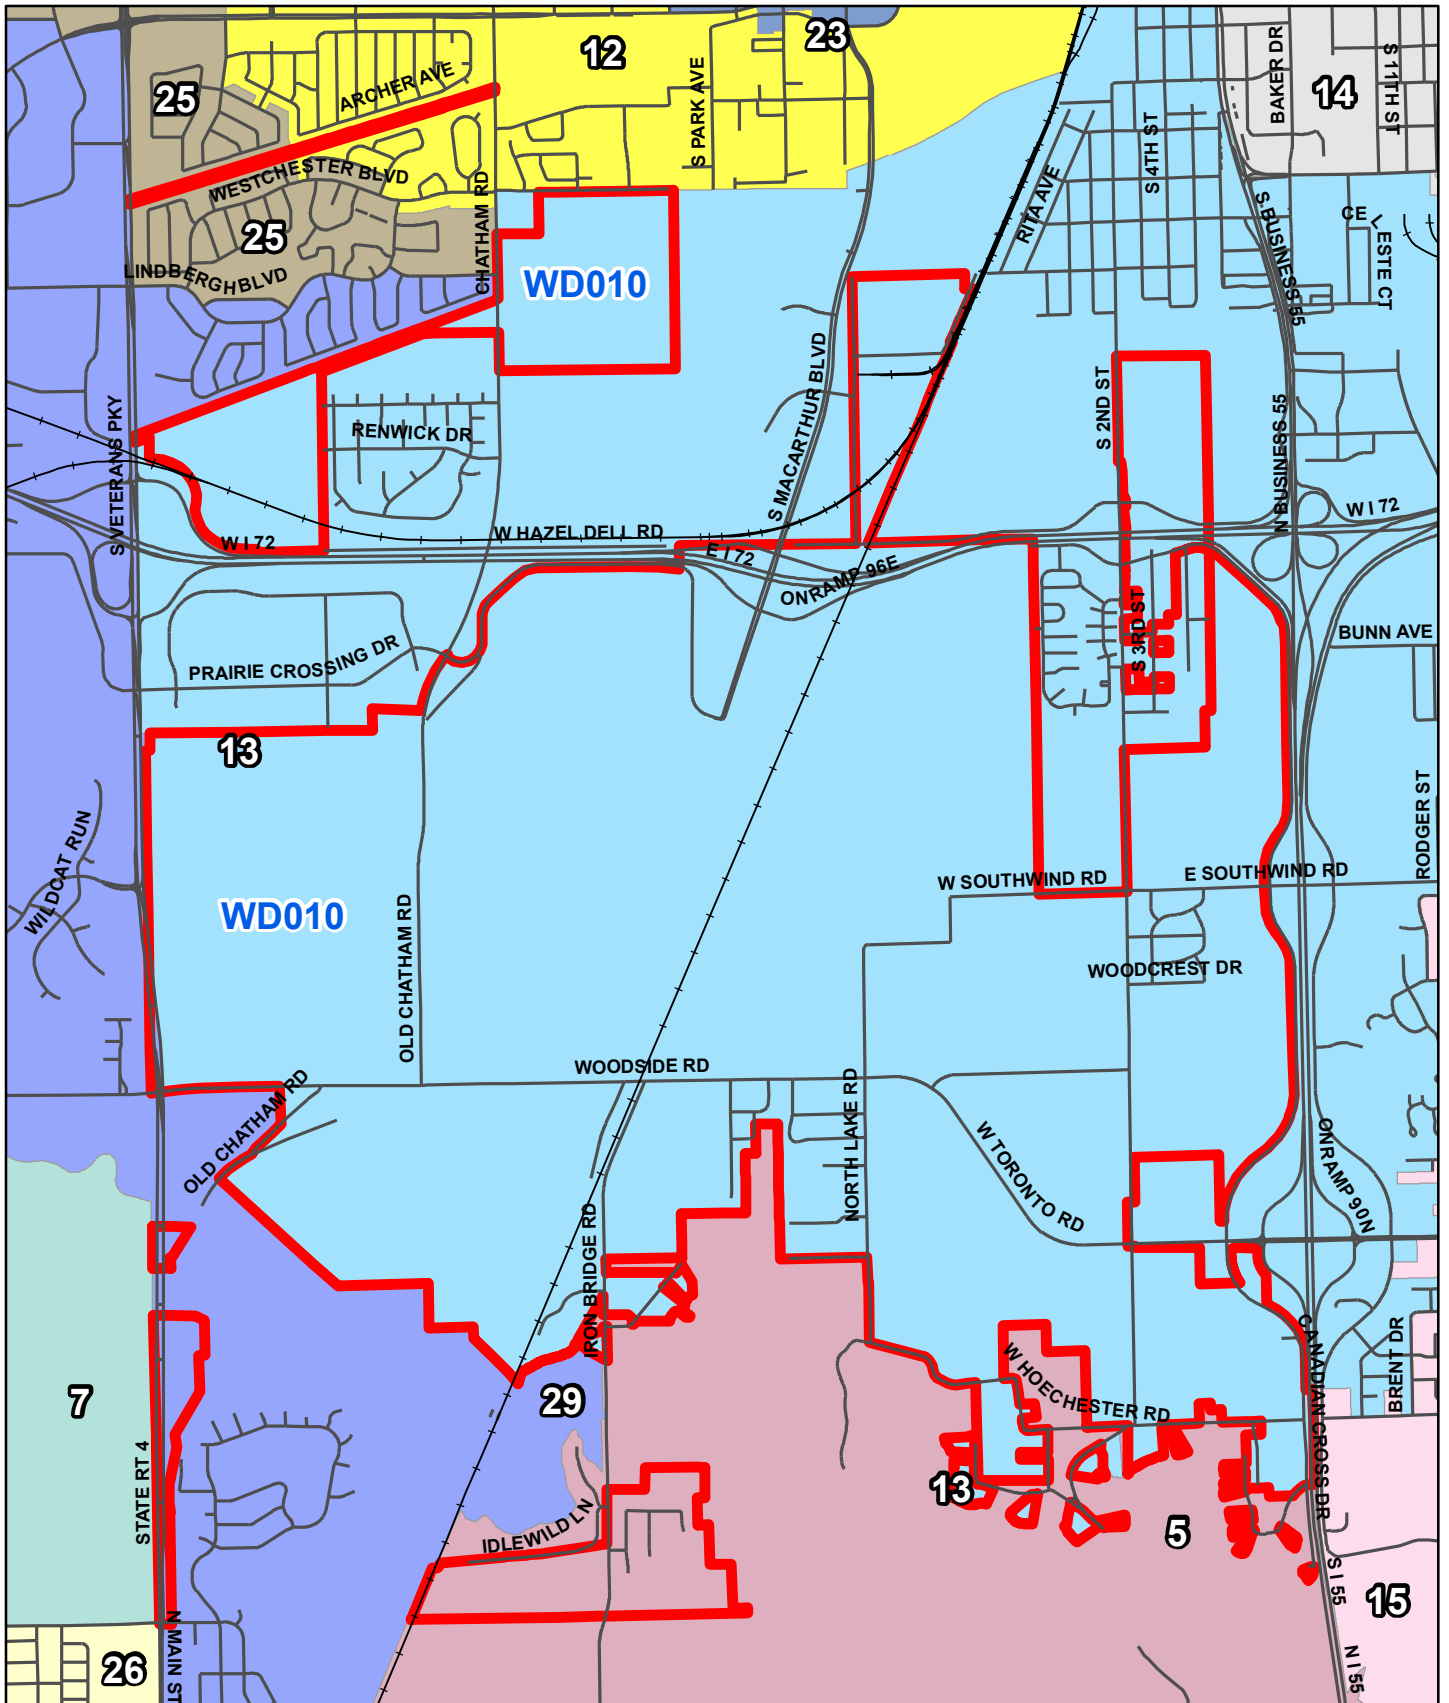 12
23
25
ARCHER AVE
S PARK AVE
BAKER DR
S 11TH ST
14
S 4TH ST
WESTCHESTER BLVD
CHATHAM RD
RITA AVE
25
LINDBERGH BLVD
WD010
S BUSINESS 55
CELESTE CT
S MACARTHUR BLVD
S 2ND ST
S VETERANS PKY
RENWICK DR
N BUSINESS 55
W I 72
W I 72
W HAZEL DELL RD
E I 72
ONRAMP 96E
S 3RD ST
BUNN AVE
PRAIRIE CROSSING DR
13
WILDCAT RUN
RODGER ST
W SOUTHWIND RD
E SOUTHWIND RD
WD010
OLD CHATHAM RD
WOODCREST DR
WOODSIDE RD
OLD CHATHAM RD
NORTH LAKE RD
W TORONTO RD
ONRAMP 90N
IRON BRIDGE RD
7
29
W HOECHESTER RD
CANADIAN CROSS DR
BRENT DR
STATE RT 4
13
IDLEWILD LN
5
S I 55
15
N MAIN ST
26
N I 55